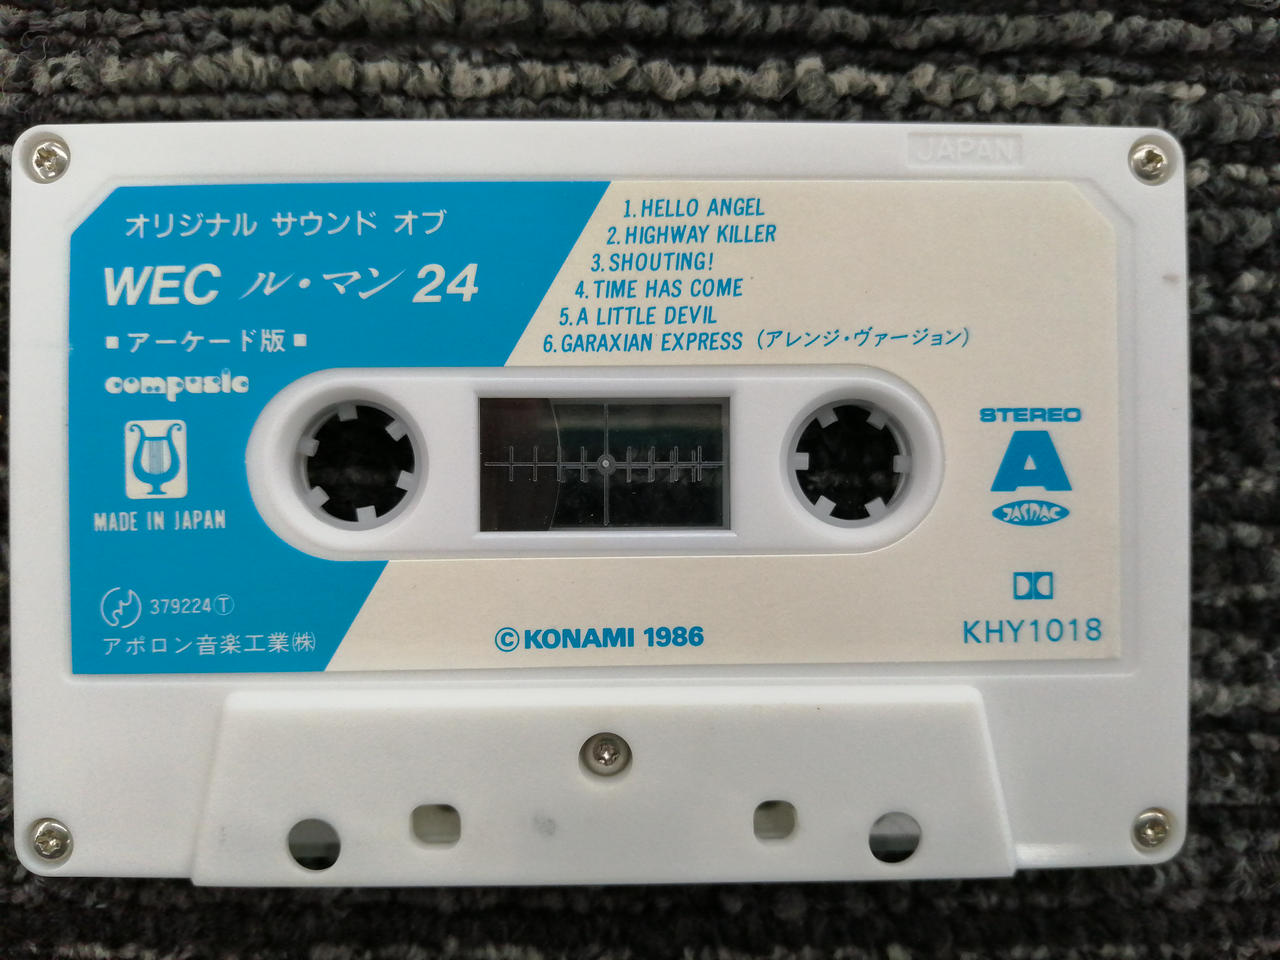 JAPAN
オリジナル サウンド オブ
WEC ル・マン 24
■アーケード版■
compusic
MADE IN JAPAN
379224Ⓣ
アポロン音楽工業㈱
1.HELLO ANGEL
2.HIGHWAY KILLER
3.SHOUTING!
4.TIME HAS COME
5.A LITTLE DEVIL
6.GARAXIAN EXPRESS (アレンジ・ヴァージョン)
STEREO
A
JASRAC
KHY1018
©KONAMI 1986